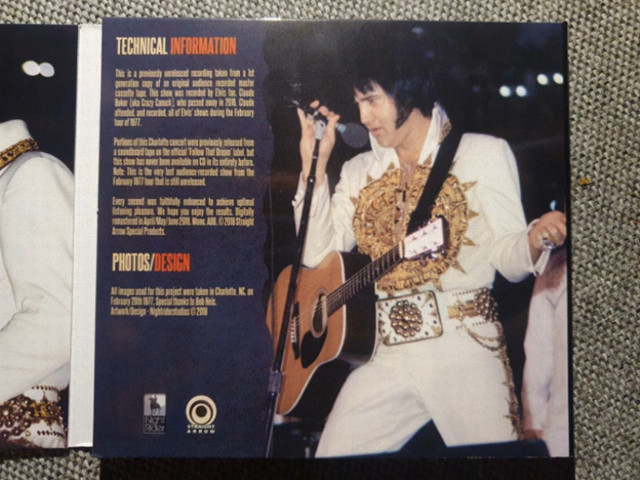 TECHNICAL INFORMATION
This is a previously unreleased recording taken from a 1st
generation copy of an original audience recorded master
cassette tape. This show was recorded by Elvis fan, Claude
Baker (aka Crazy Canuck), who passed away in 2016. Claude
attended, and recorded, all of Elvis' shows during the February
tour of 1977.
Portions of this Charlotte concert were previously released from
a soundboard tape on the official 'Follow That Dream' label, but
this show has never been available on CD in its entirety before.
Note: This is the very last audience-recorded show from the
February 1977 tour that is still unreleased.
Every second was faithfully enhanced to achieve optimal
listening pleasure. We hope you enjoy the results. Digitally
remastered in April/May/June 2018. Mono. ADD. © 2018 Straight
Arrow Special Products.
PHOTOS/DESIGN
All images used for this project were taken in Charlotte, NC. on
February 20th 1977. Special thanks to Bob Heis.
Artwork/Design - Nightriderstudios © 2018
Night
Rider
STRAIGHT
ARROW